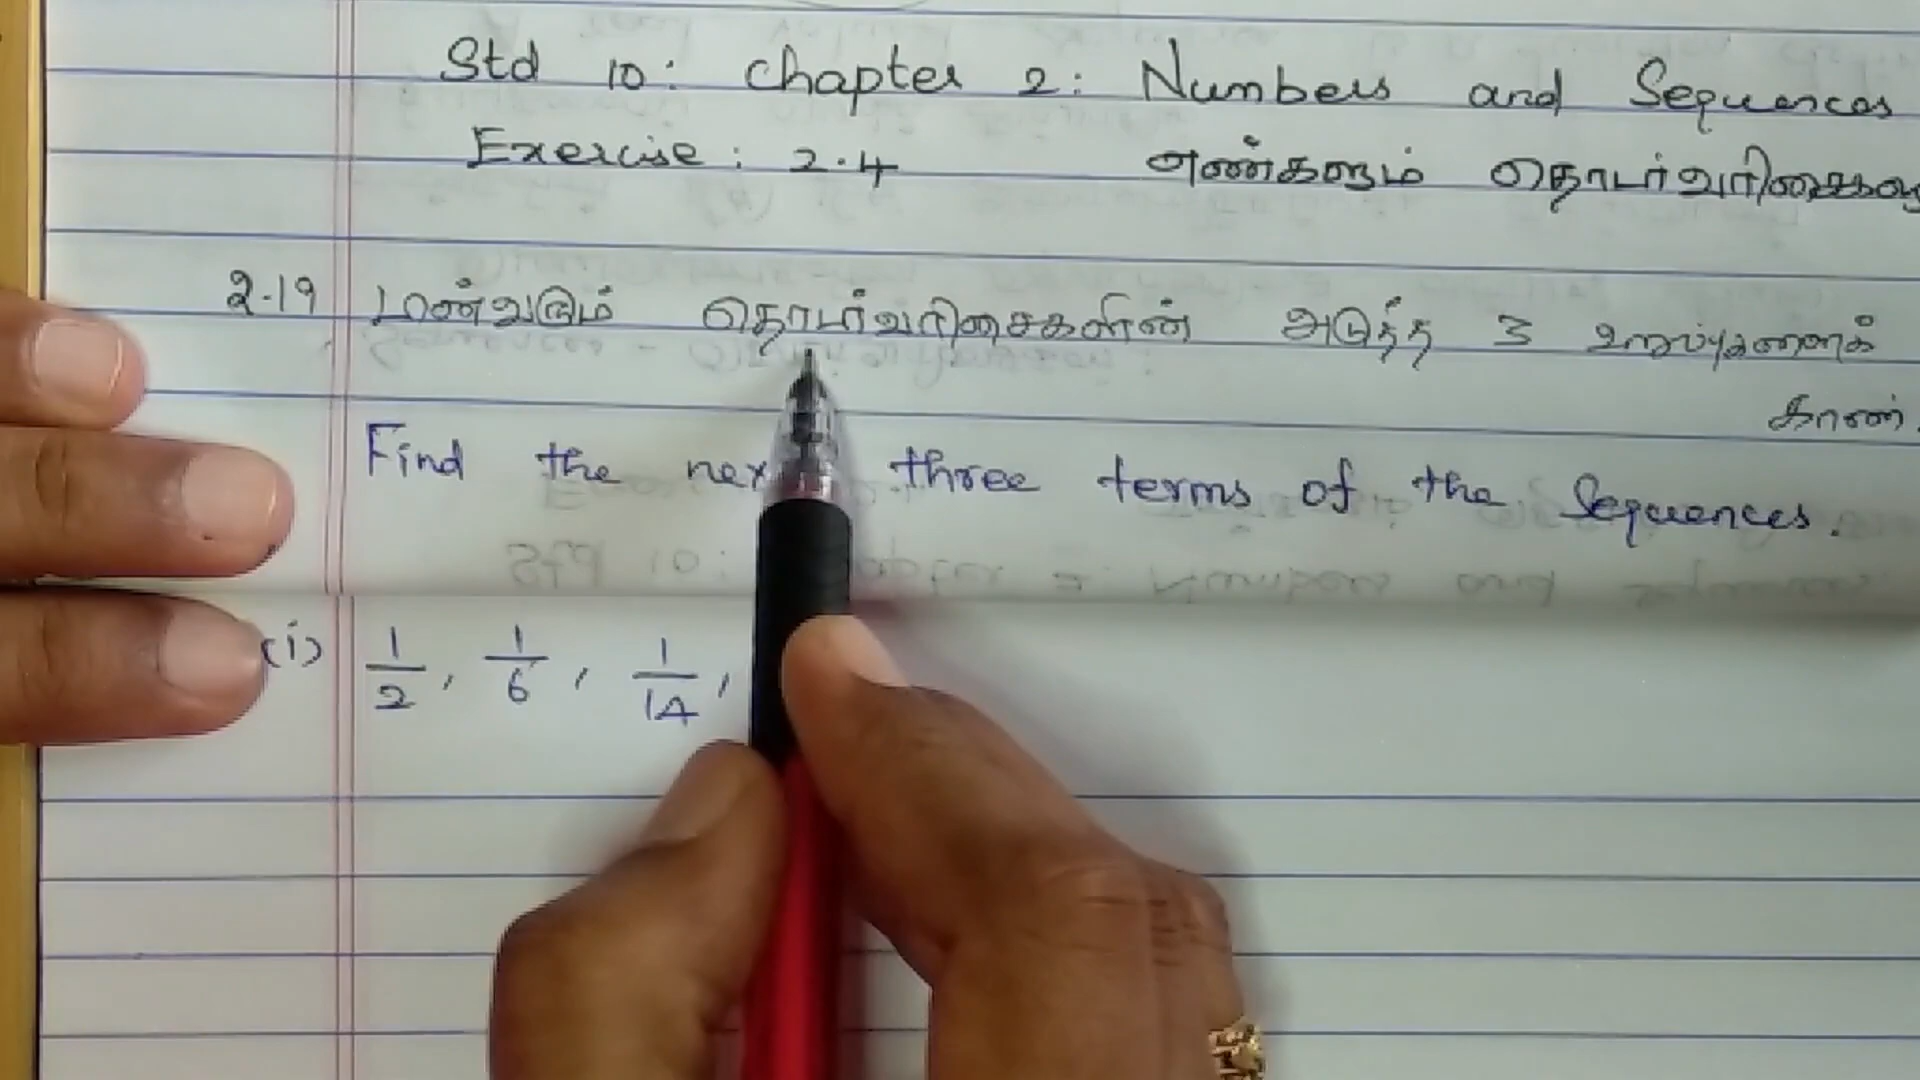 Std 10: Chapter 2: Numbers and Sequences
Exercise: 2.4 எண்களும் தொடர்வரிசைகளு
2.19 பின்வரும் தொடர்வரிசைகளின் அடுத்த 3 உறுப்புகளைக்
காண்.
Find the next three terms of the Sequences.
(i) 1/2, 1/6, 1/14,